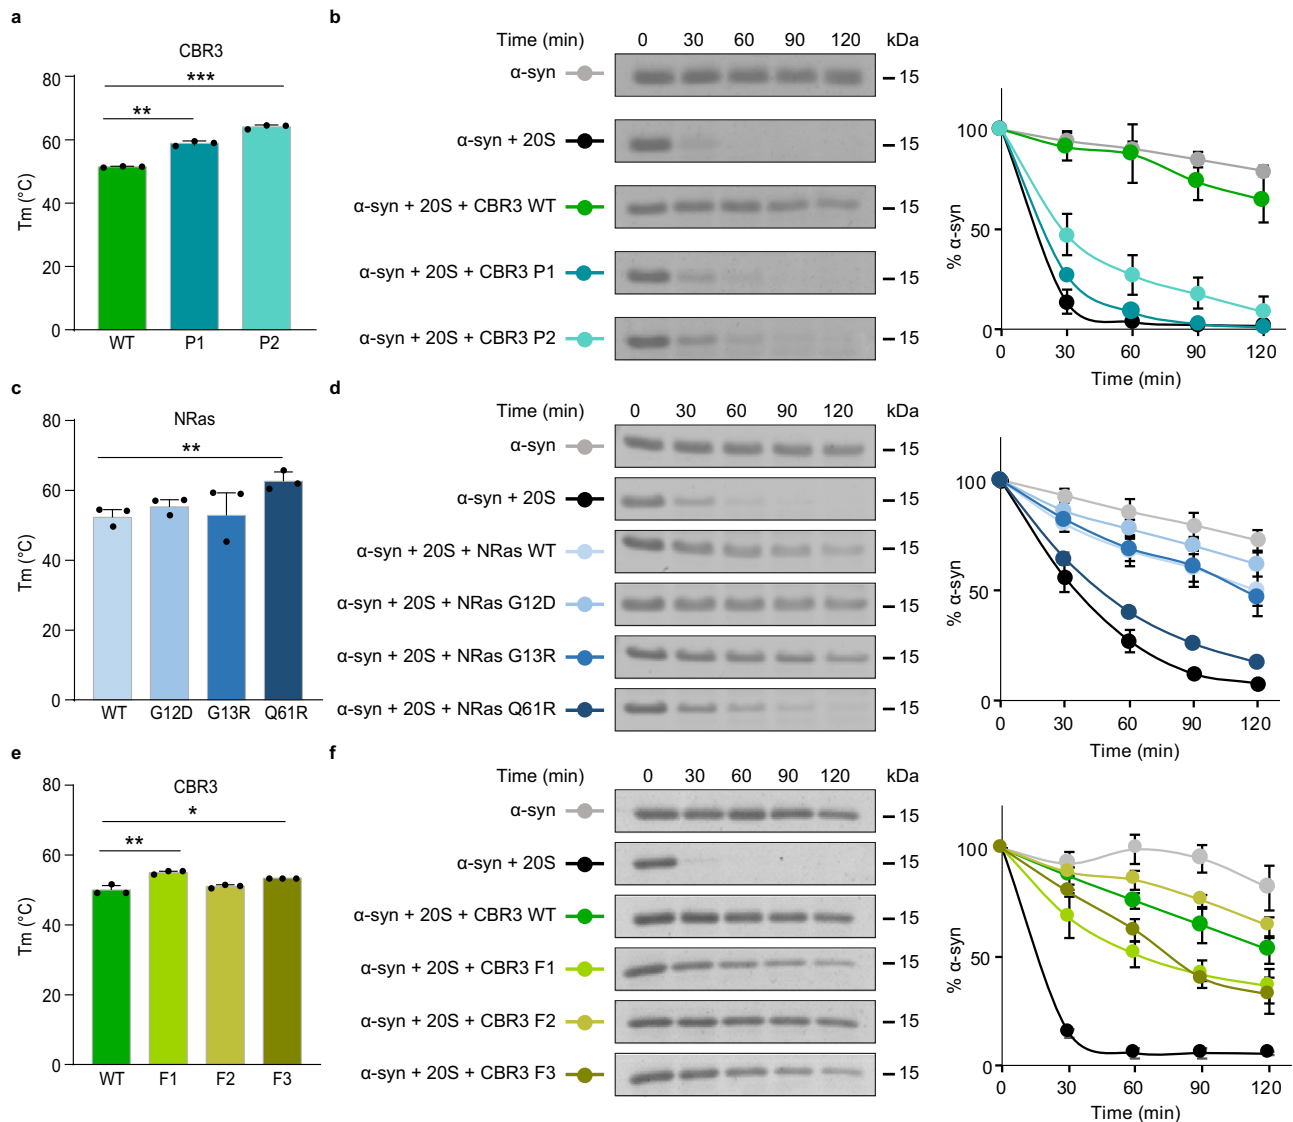 a
CBR3
***
**
80
60
40
20
0
Tm (°C)
WT P1 P2
b
Time (min) 0 30 60 90 120 kDa
α-syn 15
α-syn + 20S 15
α-syn + 20S + CBR3 WT 15
α-syn + 20S + CBR3 P1 15
α-syn + 20S + CBR3 P2 15
100
50
0
% α-syn
0 30 60 90 120
Time (min)
c
NRas
**
80
60
40
20
0
Tm (°C)
WT G12D G13R Q61R
d
Time (min) 0 30 60 90 120 kDa
α-syn 15
α-syn + 20S 15
α-syn + 20S + NRas WT 15
α-syn + 20S + NRas G12D 15
α-syn + 20S + NRas G13R 15
α-syn + 20S + NRas Q61R 15
100
50
0
% α-syn
0 30 60 90 120
Time (min)
e
CBR3
*
**
80
60
40
20
0
Tm (°C)
WT F1 F2 F3
f
Time (min) 0 30 60 90 120 kDa
α-syn 15
α-syn + 20S 15
α-syn + 20S + CBR3 WT 15
α-syn + 20S + CBR3 F1 15
α-syn + 20S + CBR3 F2 15
α-syn + 20S + CBR3 F3 15
100
50
0
% α-syn
0 30 60 90 120
Time (min)